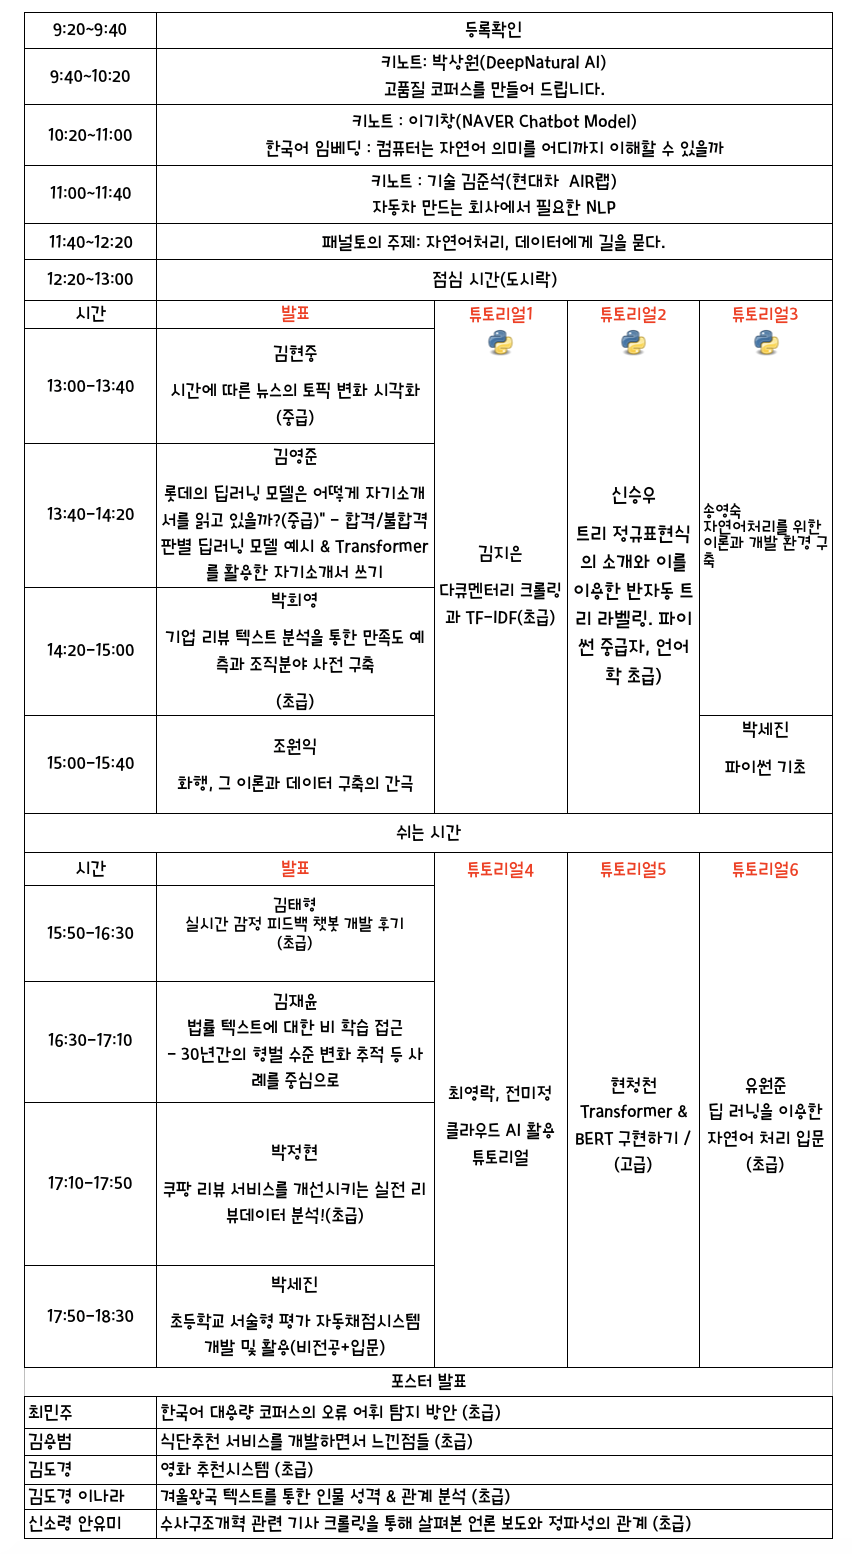 9:20~9:40
등록확인
9:40~10:20
키노트: 박상원(DeepNatural AI)
고품질 코퍼스를 만들어 드립니다.
10:20~11:00
키노트 : 이기창(NAVER Chatbot Model)
한국어 임베딩 : 컴퓨터는 자연어 의미를 어디까지 이해할 수 있을까
11:00~11:40
키노트 : 기술 김준석(현대차 AIR랩)
자동차 만드는 회사에서 필요한 NLP
11:40~12:20
패널토의 주제: 자연어처리, 데이터에게 길을 묻다.
12:20~13:00
점심 시간(도시락)
시간
발표
튜토리얼1
튜토리얼2
튜토리얼3
13:00-13:40
김현중
시간에 따른 뉴스의 토픽 변화 시각화
(중급)
13:40-14:20
김영준
롯데의 딥러닝 모델은 어떻게 자기소개
서를 읽고 있을까?(중급)" - 합격/불합격
판별 딥러닝 모델 예시 & Transformer
를 활용한 자기소개서 쓰기
14:20-15:00
박희영
기업 리뷰 텍스트 분석을 통한 만족도 예
측과 조직분야 사전 구축
(초급)
15:00-15:40
조원익
화행, 그 이론과 데이터 구축의 간극
김지은
다큐멘터리 크롤링
과 TF-IDF(초급)
신승우
트리 정규표현식
의 소개와 이를
이용한 반자동 트
리 라벨링. 파이
썬 중급자, 언어
학 초급)
송영숙
자연어처리를 위한
이론과 개발 환경 구
축
박세진
파이썬 기초
쉬는 시간
시간
발표
튜토리얼4
튜토리얼5
튜토리얼6
15:50-16:30
김태형
실시간 감정 피드백 챗봇 개발 후기
(초급)
16:30-17:10
김재윤
법률 텍스트에 대한 비 학습 접근
- 30년간의 형벌 수준 변화 추적 등 사
례를 중심으로
17:10-17:50
박정현
쿠팡 리뷰 서비스를 개선시키는 실전 리
뷰데이터 분석!(초급)
17:50-18:30
박세진
초등학교 서술형 평가 자동채점시스템
개발 및 활용(비전공+입문)
최영락, 전미정
클라우드 AI 활용
튜토리얼
현청천
Transformer &
BERT 구현하기 /
(고급)
유원준
딥 러닝을 이용한
자연어 처리 입문
(초급)
포스터 발표
최민주
한국어 대용량 코퍼스의 오류 어휘 탐지 방안 (초급)
김용범
식단추천 서비스를 개발하면서 느낀점들 (초급)
김도경
영화 추천시스템 (초급)
김도경 이나라
겨울왕국 텍스트를 통한 인물 성격 & 관계 분석 (초급)
신소령 안유미
수사구조개혁 관련 기사 크롤링을 통해 살펴본 언론 보도와 정파성의 관계 (초급)